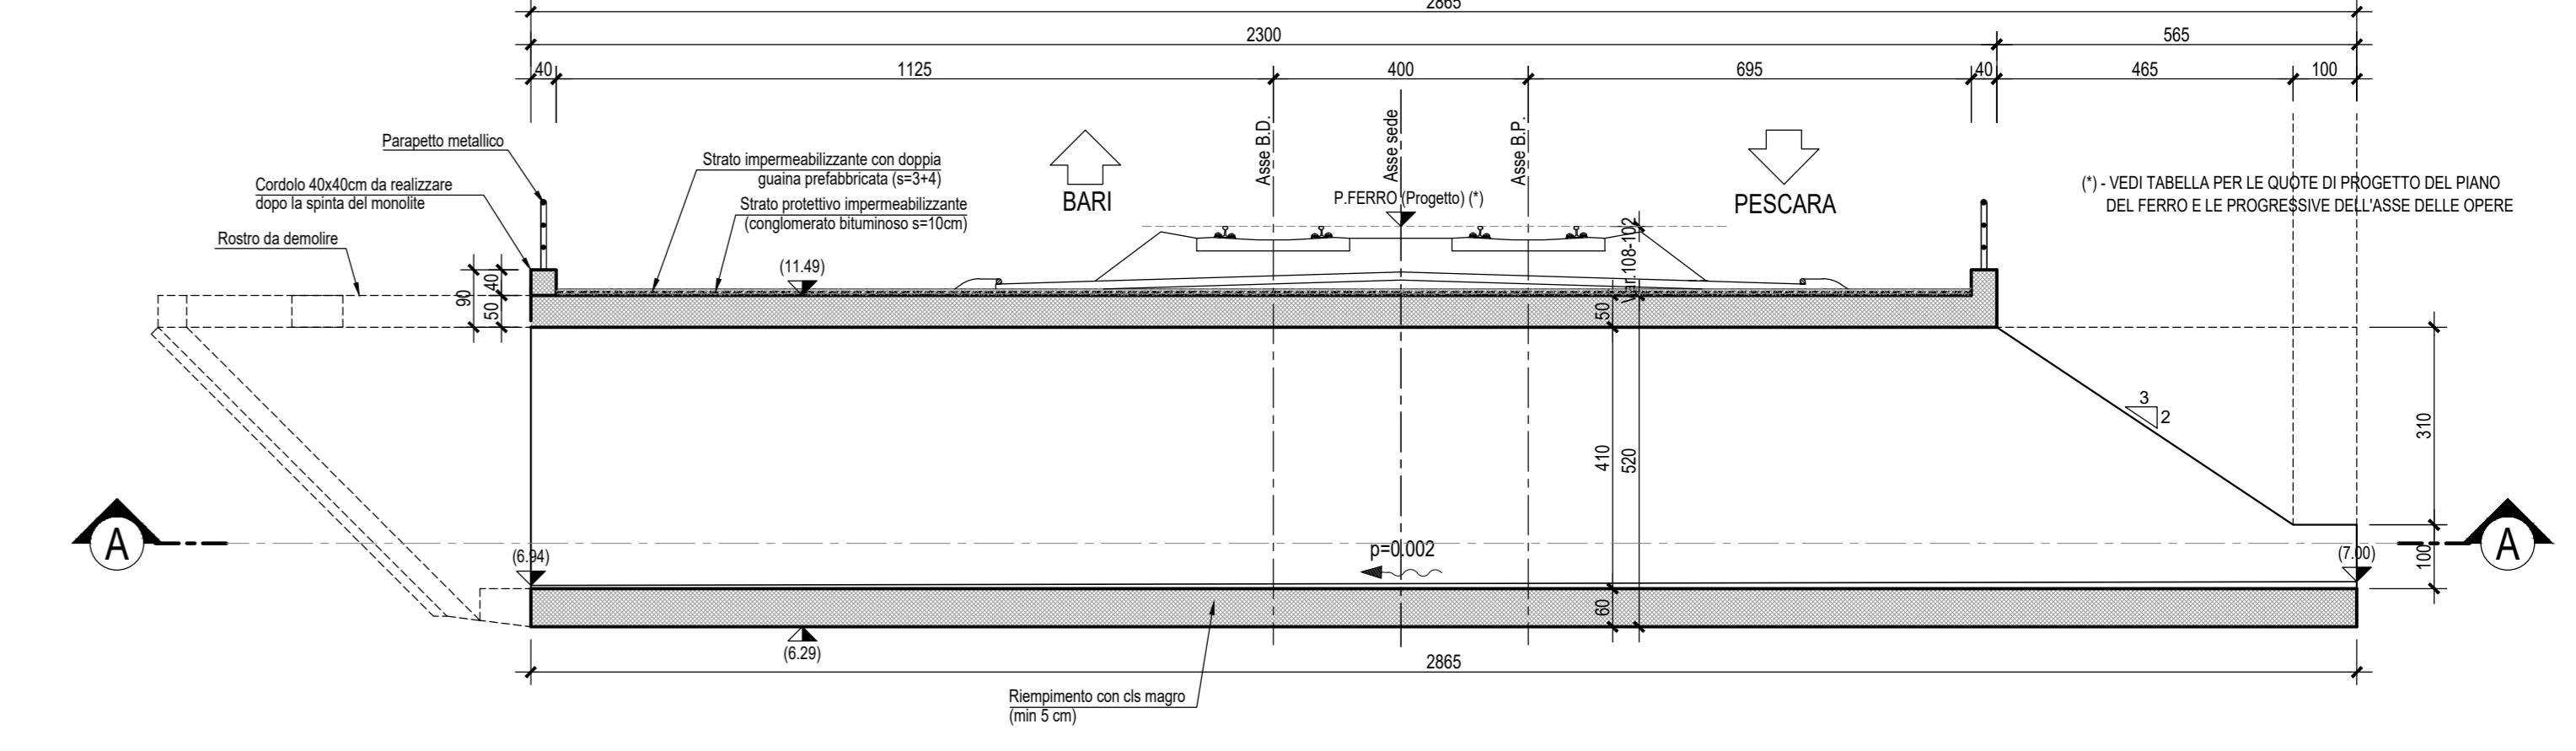 2865
2300
565
40
1125
400
695
40
465
100
Parapetto metallico
Cordolo 40x40cm da realizzare
dopo la spinta del monolite
Rostro da demolire
Strato impermeabilizzante con doppia
guaina prefabbricata (s=3+4)
Strato protettivo impermeabilizzante
(conglomerato bituminoso s=10cm)
BARI
Asse B.D.
Asse sede
Asse B.P.
P.FERRO (Progetto) (*)
PESCARA
(*) - VEDI TABELLA PER LE QUOTE DI PROGETTO DEL PIANO
DEL FERRO E LE PROGRESSIVE DELL'ASSE DELLE OPERE
Var.108-102
(11.49)
90
40
50
50
410
520
60
3
2
310
100
A
A
(6.94)
p=0.002
(7.00)
(6.29)
2865
Riempimento con cls magro
(min 5 cm)